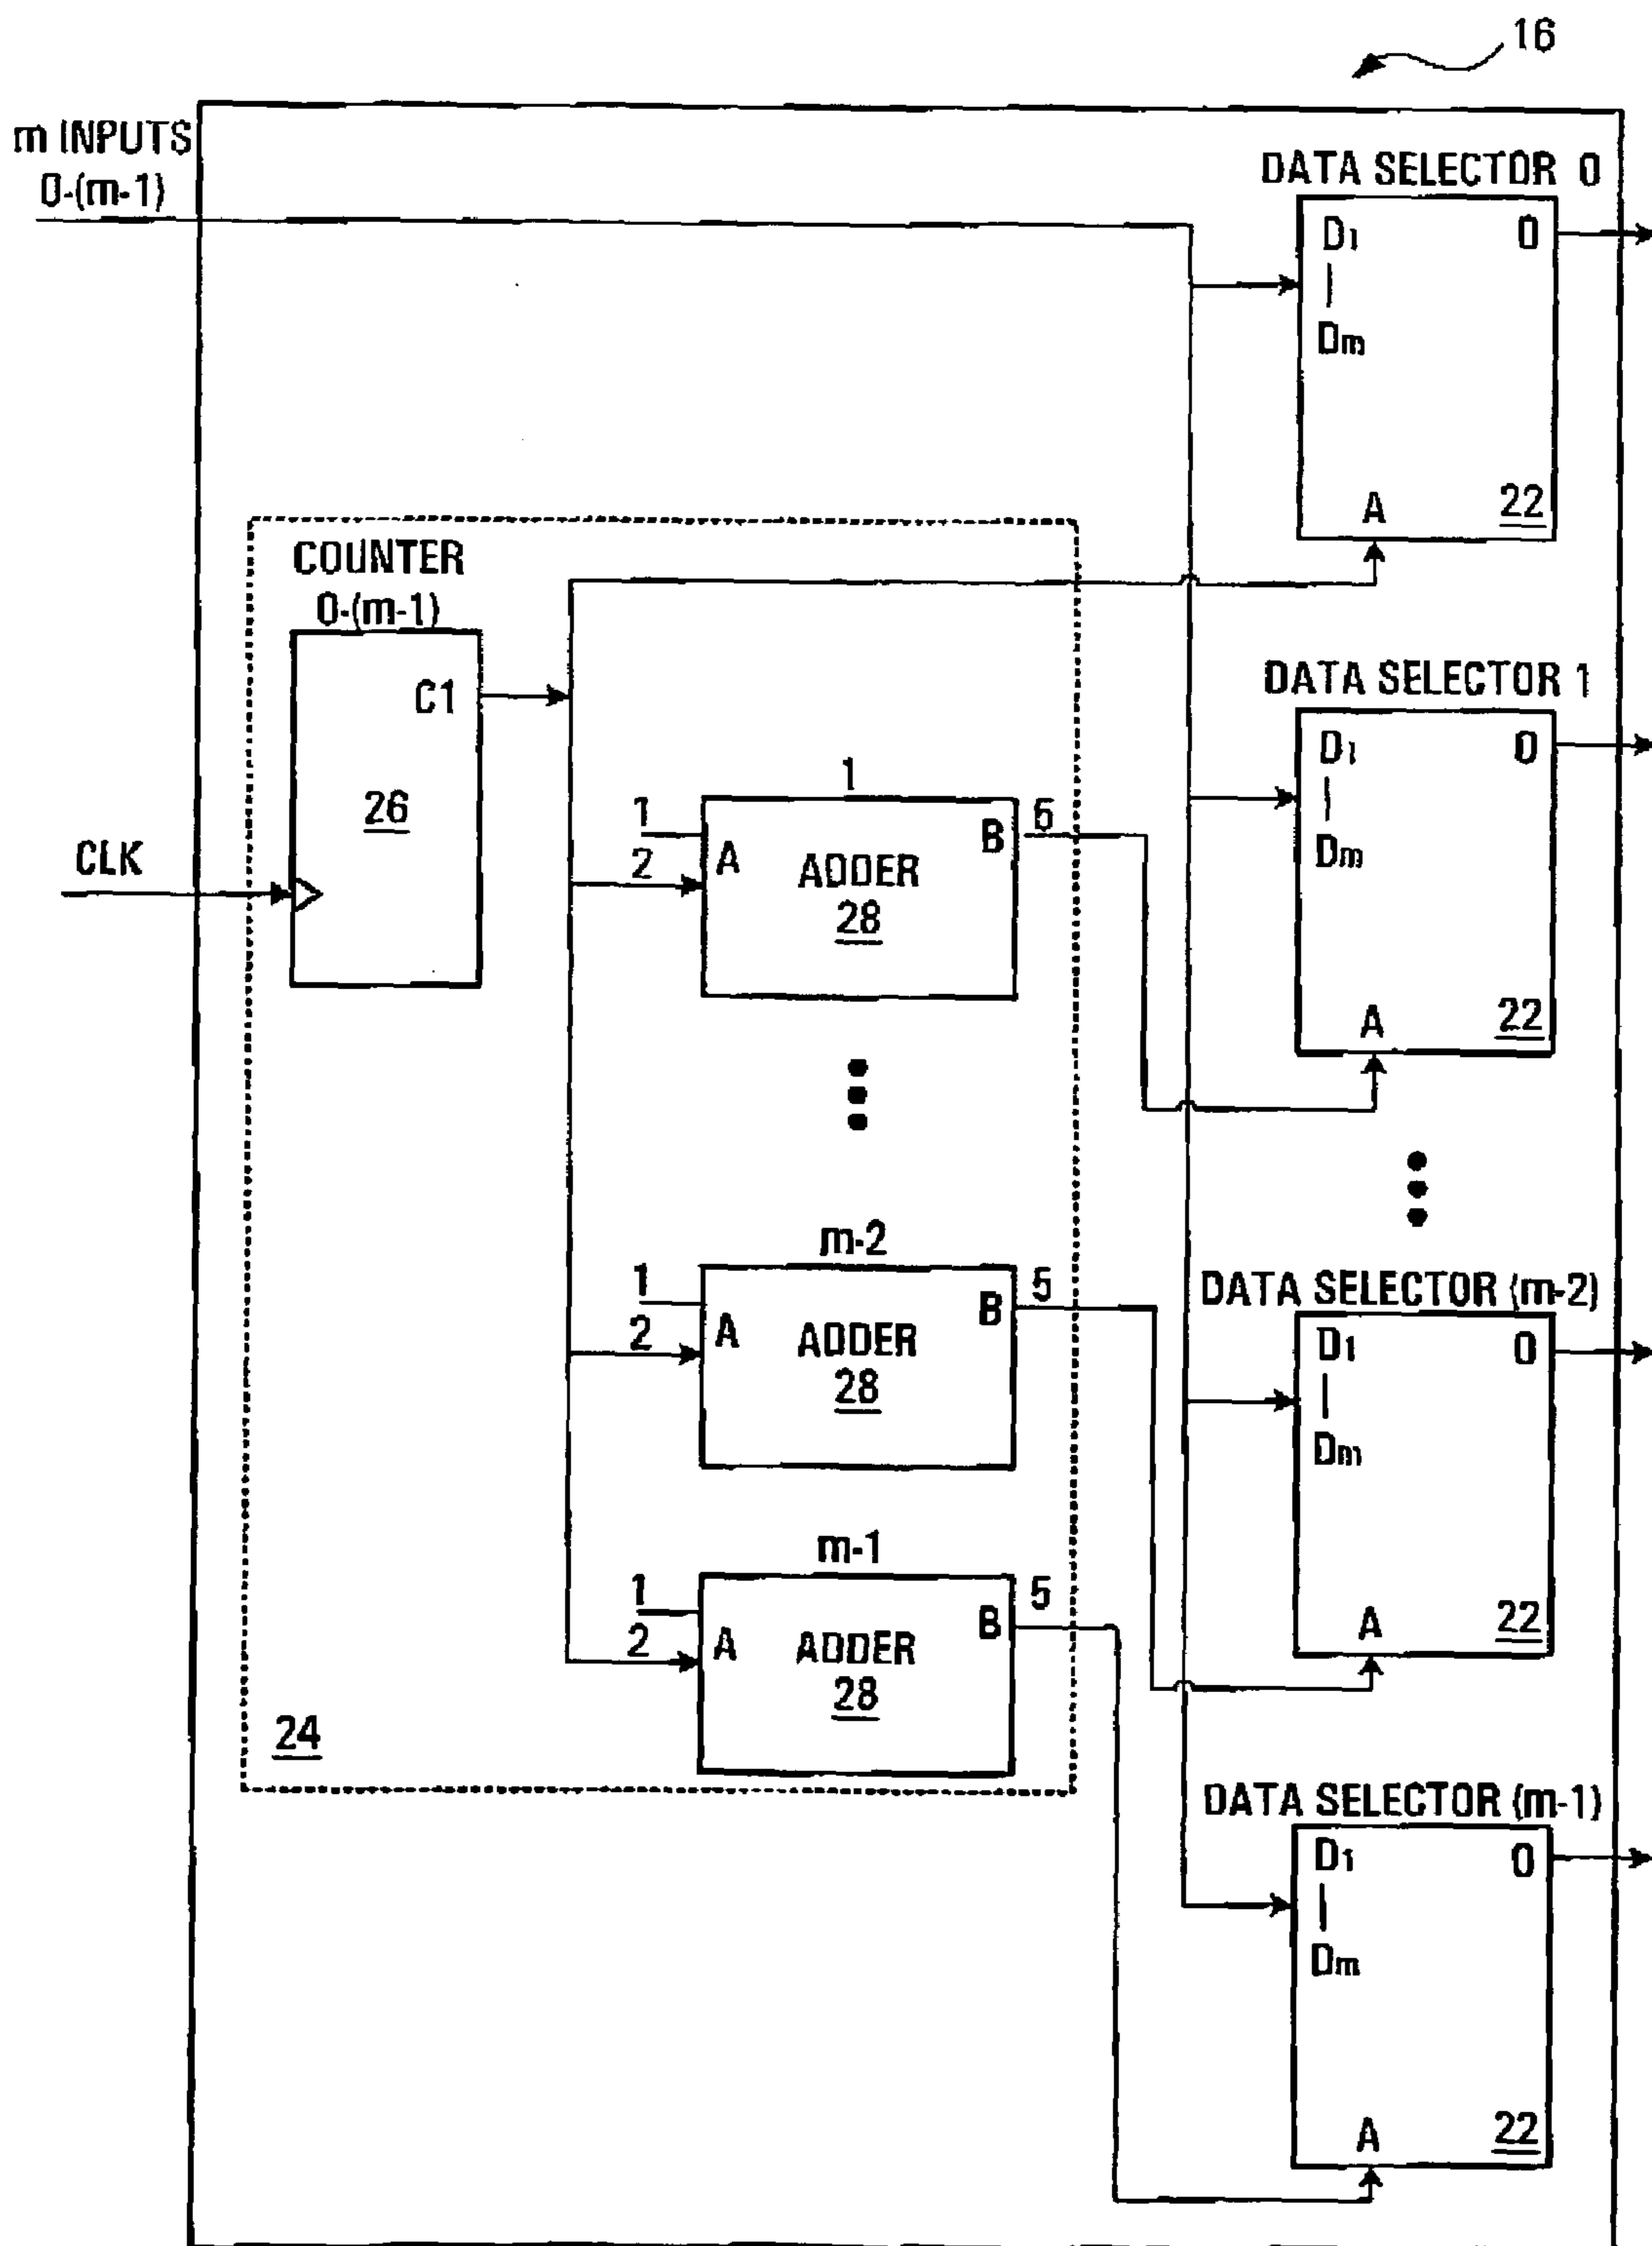 16
m INPUTS
0-(m-1)
DATA SELECTOR 0
D1
Dm
0
A
22
COUNTER
0-(m-1)
C1
26
CLK
1
1
2
A
B
6
ADDER
28
DATA SELECTOR 1
D1
Dm
0
A
22
m-2
1
2
A
B
5
ADDER
28
DATA SELECTOR (m-2)
D1
Dm
0
A
22
m-1
1
2
A
B
5
ADDER
28
24
DATA SELECTOR (m-1)
D1
Dm
0
A
22